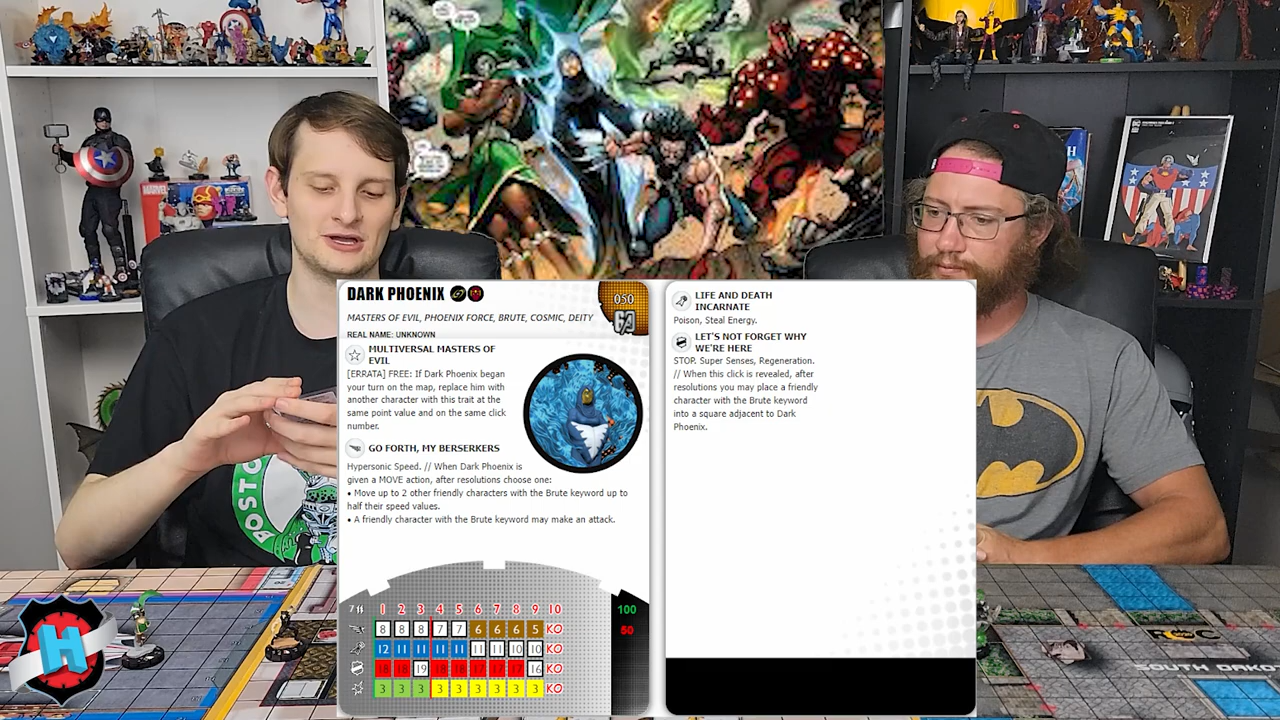 DARK PHOENIX
050
MASTERS OF EVIL, PHOENIX FORCE, BRUTE, COSMIC, DEITY
REAL NAME: UNKNOWN
MULTIVERSAL MASTERS OF
EVIL
[ERRATA] FREE: If Dark Phoenix began
your turn on the map, replace him with
another character with this trait at the
same point value and on the same click
number.
GO FORTH, MY BERSERKERS
Hypersonic Speed. // When Dark Phoenix is
given a MOVE action, after resolutions choose one:
• Move up to 2 other friendly characters with the Brute keyword up to
half their speed values.
• A friendly character with the Brute keyword may make an attack.
7 1 2 3 4 5 6 7 8 9 10
8 8 8 7 7 6 6 6 5 KO
12 11 11 11 11 11 11 10 10 KO
18 18 19 18 18 17 17 17 16 KO
3 3 3 3 3 3 3 3 3 KO
100
50
LIFE AND DEATH
INCARNATE
Poison, Steal Energy.
LET'S NOT FORGET WHY
WE'RE HERE
STOP. Super Senses, Regeneration.
// When this click is revealed, after
resolutions you may place a friendly
character with the Brute keyword
into a square adjacent to Dark
Phoenix.
MARVEL
BOSTO
H
SOUTH DAKO